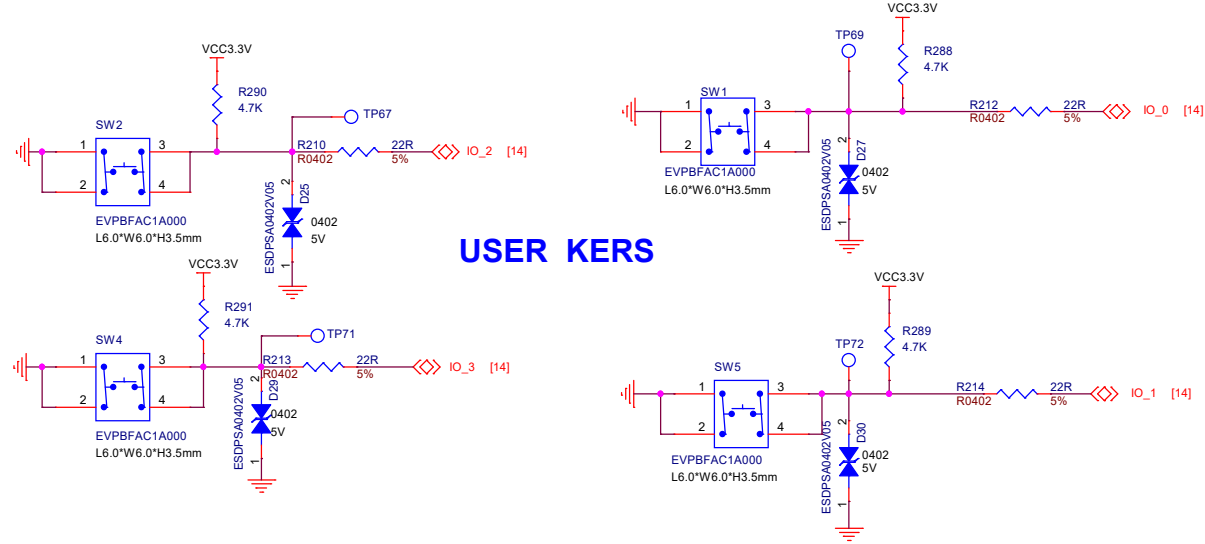 VCC3.3V
R290
4.7K
TP67
SW2
1
3
2
4
R210
22R
R0402
5%
IO_2 [14]
EVPBFAC1A000
L6.0*W6.0*H3.5mm
2
D25
ESDPSA0402V05
0402
5V
1
VCC3.3V
TP69
R288
4.7K
SW1
1
3
2
4
R212
22R
R0402
5%
IO_0 [14]
EVPBFAC1A000
L6.0*W6.0*H3.5mm
2
D27
ESDPSA0402V05
0402
5V
1
USER KERS
VCC3.3V
R291
4.7K
TP71
SW4
1
3
2
4
R213
22R
R0402
5%
IO_3 [14]
EVPBFAC1A000
L6.0*W6.0*H3.5mm
2
D29
ESDPSA0402V05
0402
5V
1
VCC3.3V
R289
4.7K
TP72
SW5
1
3
2
4
R214
22R
R0402
5%
IO_1 [14]
EVPBFAC1A000
L6.0*W6.0*H3.5mm
2
D30
ESDPSA0402V05
0402
5V
1